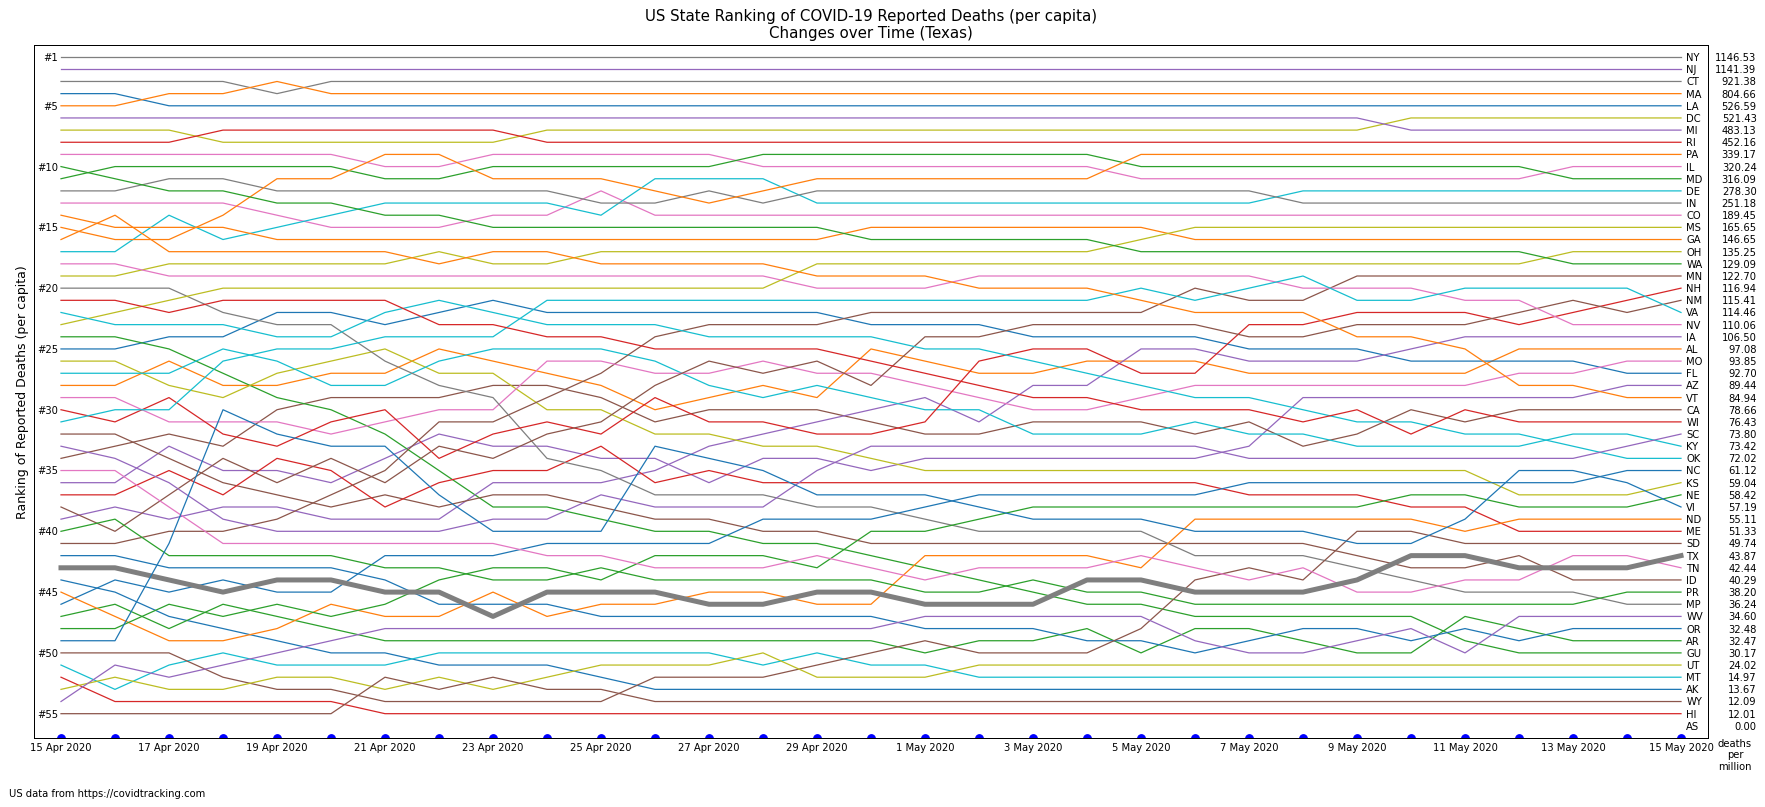 US State Ranking of COVID-19 Reported Deaths (per capita)
Changes over Time (Texas)
Ranking of Reported Deaths (per capita)
#1
#5
#10
#15
#20
#25
#30
#35
#40
#45
#50
#55
NY 1146.53
NJ 1141.39
CT 921.38
MA 804.66
LA 526.59
DC 521.43
MI 483.13
RI 452.16
PA 339.17
IL 320.24
MD 316.09
DE 278.30
IN 251.18
CO 189.45
MS 165.65
GA 146.65
OH 135.25
WA 129.09
MN 122.70
NH 116.94
NM 115.41
VA 114.46
NV 110.06
IA 106.50
AL 97.08
MO 93.85
FL 92.70
AZ 89.44
VT 84.94
CA 78.66
WI 76.43
SC 73.80
KY 73.42
OK 72.02
NC 61.12
KS 59.04
NE 58.42
VI 57.19
ND 55.11
ME 51.33
SD 49.74
TX 43.87
TN 42.44
ID 40.29
PR 38.20
MP 36.24
WV 34.60
OR 32.48
AR 32.47
GU 30.17
UT 24.02
MT 14.97
AK 13.67
WY 12.09
HI 12.01
AS 0.00
15 Apr 2020 17 Apr 2020 19 Apr 2020 21 Apr 2020 23 Apr 2020 25 Apr 2020 27 Apr 2020 29 Apr 2020 1 May 2020 3 May 2020 5 May 2020 7 May 2020 9 May 2020 11 May 2020 13 May 2020 15 May 2020
deaths
per
million
US data from https://covidtracking.com